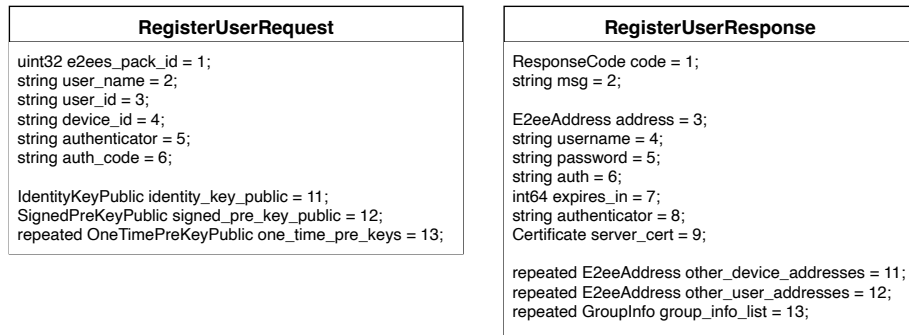 RegisterUserRequest
uint32 e2ees_pack_id = 1;
string user_name = 2;
string user_id = 3;
string device_id = 4;
string authenticator = 5;
string auth_code = 6;
IdentityKeyPublic identity_key_public = 11;
SignedPreKeyPublic signed_pre_key_public = 12;
repeated OneTimePreKeyPublic one_time_pre_keys = 13;
RegisterUserResponse
ResponseCode code = 1;
string msg = 2;
E2eeAddress address = 3;
string username = 4;
string password = 5;
string auth = 6;
int64 expires_in = 7;
string authenticator = 8;
Certificate server_cert = 9;
repeated E2eeAddress other_device_addresses = 11;
repeated E2eeAddress other_user_addresses = 12;
repeated GroupInfo group_info_list = 13;